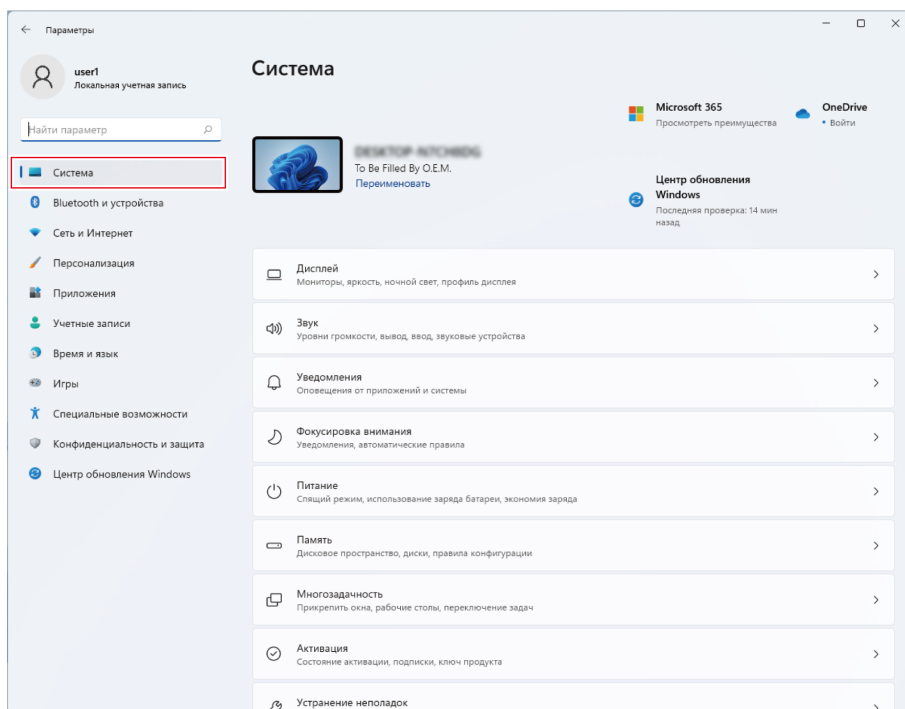 Параметры
user1
Локальная учетная запись
Найти параметр
Система
Bluetooth и устройства
Сеть и Интернет
Персонализация
Приложения
Учетные записи
Время и язык
Игры
Специальные возможности
Конфиденциальность и защита
Центр обновления Windows
Система
Microsoft 365
Просмотреть преимущества
OneDrive
• Войти
To Be Filled By O.E.M.
Переименовать
Центр обновления
Windows
Последняя проверка: 14 мин
назад
Дисплей
Мониторы, яркость, ночной свет, профиль дисплея
Звук
Уровни громкости, вывод, ввод, звуковые устройства
Уведомления
Оповещения от приложений и системы
Фокусировка внимания
Уведомления, автоматические правила
Питание
Спящий режим, использование заряда батареи, экономия заряда
Память
Дисковое пространство, диски, правила конфигурации
Многозадачность
Прикрепить окна, рабочие столы, переключение задач
Активация
Состояние активации, подписки, ключ продукта
Устранение неполадок